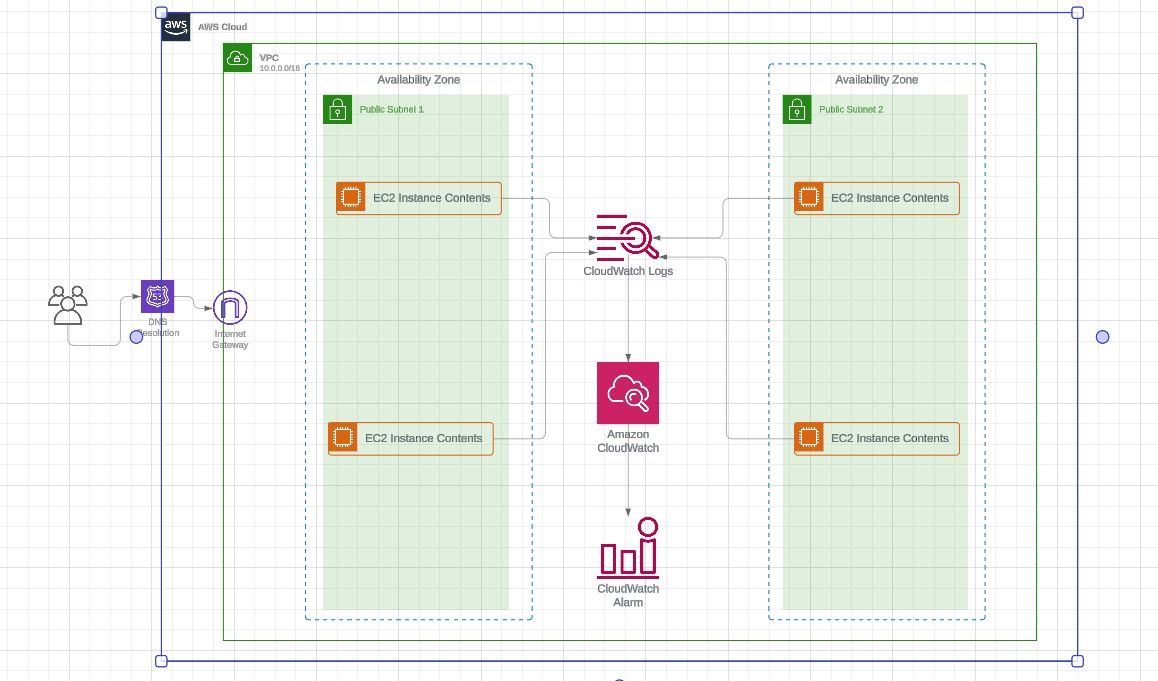 aws
AWS Cloud
VPC
10.0.0.0/16
Availability Zone
Availability Zone
Public Subnet 1
Public Subnet 2
EC2 Instance Contents
EC2 Instance Contents
CloudWatch Logs
53
DNS
Resolution
Internet
Gateway
EC2 Instance Contents
EC2 Instance Contents
Amazon
CloudWatch
CloudWatch
Alarm